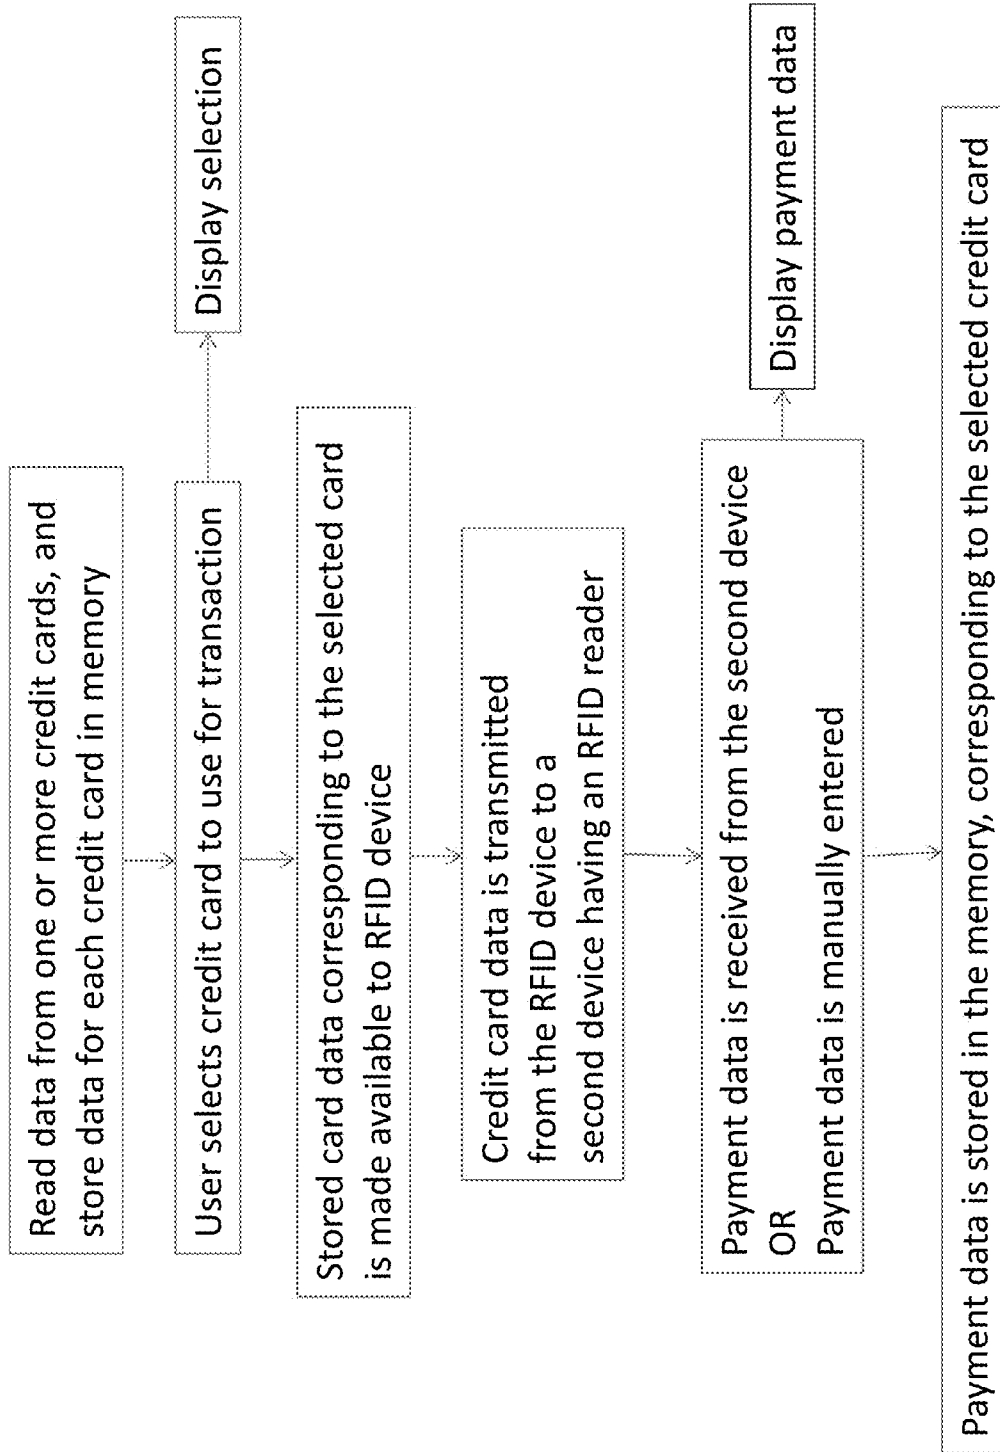 Read data from one or more credit cards, and
store data for each credit card in memory
User selects credit card to use for transaction
Display selection
Stored card data corresponding to the selected card
is made available to RFID device
Credit card data is transmitted
from the RFID device to a
second device having an RFID reader
Payment data is received from the second device
OR
Payment data is manually entered
Display payment data
Payment data is stored in the memory, corresponding to the selected credit card